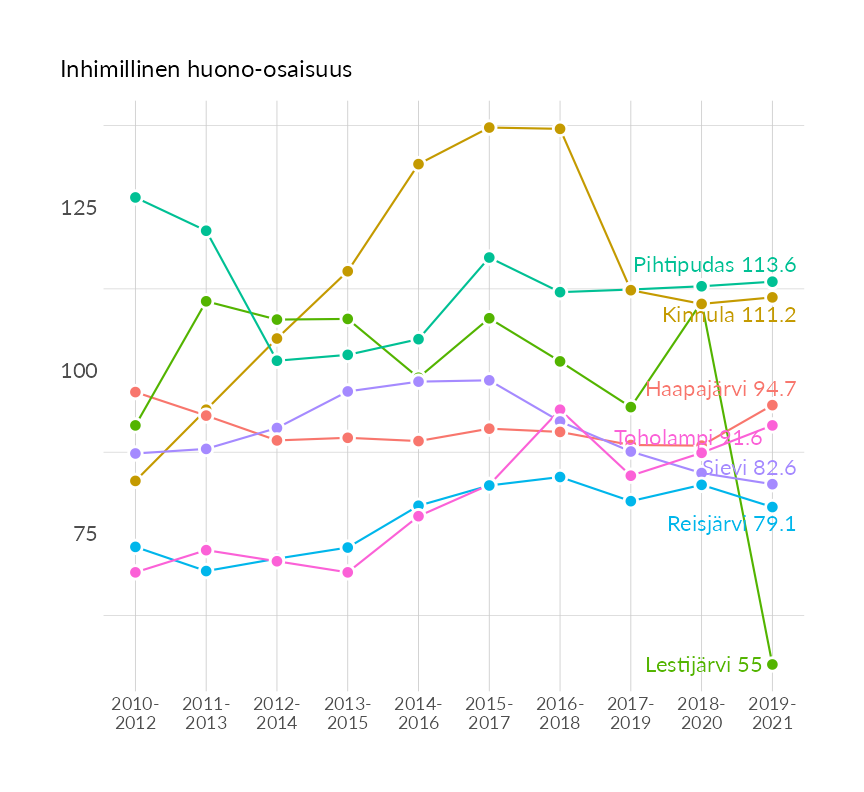 Inhimillinen huono-osaisuus
125
Pihtipudas 113.6
Kinnula 111.2
100
Haapajärvi 94.7
Toholampi 91.6
Sievi 82.6
75
Reisjärvi 79.1
Lestijärvi 55
2010- 2011- 2012- 2013- 2014- 2015- 2016- 2017- 2018- 2019-
2012 2013 2014 2015 2016 2017 2018 2019 2020 2021